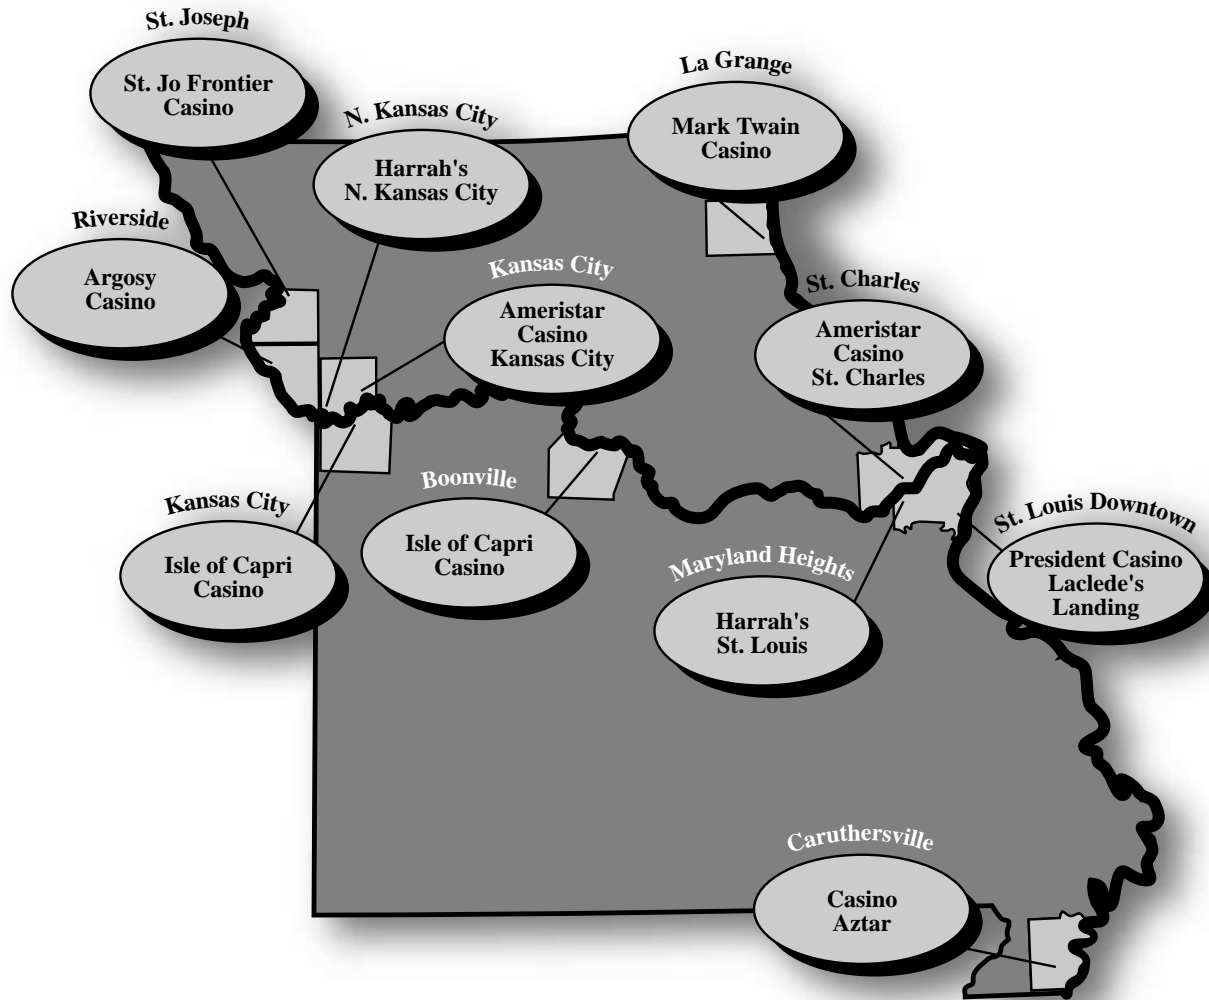 St. Joseph
St. Jo Frontier
Casino
La Grange
Mark Twain
Casino
N. Kansas City
Harrah's
N. Kansas City
Riverside
Argosy
Casino
Kansas City
Ameristar
Casino
Kansas City
St. Charles
Ameristar
Casino
St. Charles
Kansas City
Isle of Capri
Casino
Boonville
Isle of Capri
Casino
Maryland Heights
Harrah's
St. Louis
St. Louis Downtown
President Casino
Laclede's
Landing
Caruthersville
Casino
Aztar